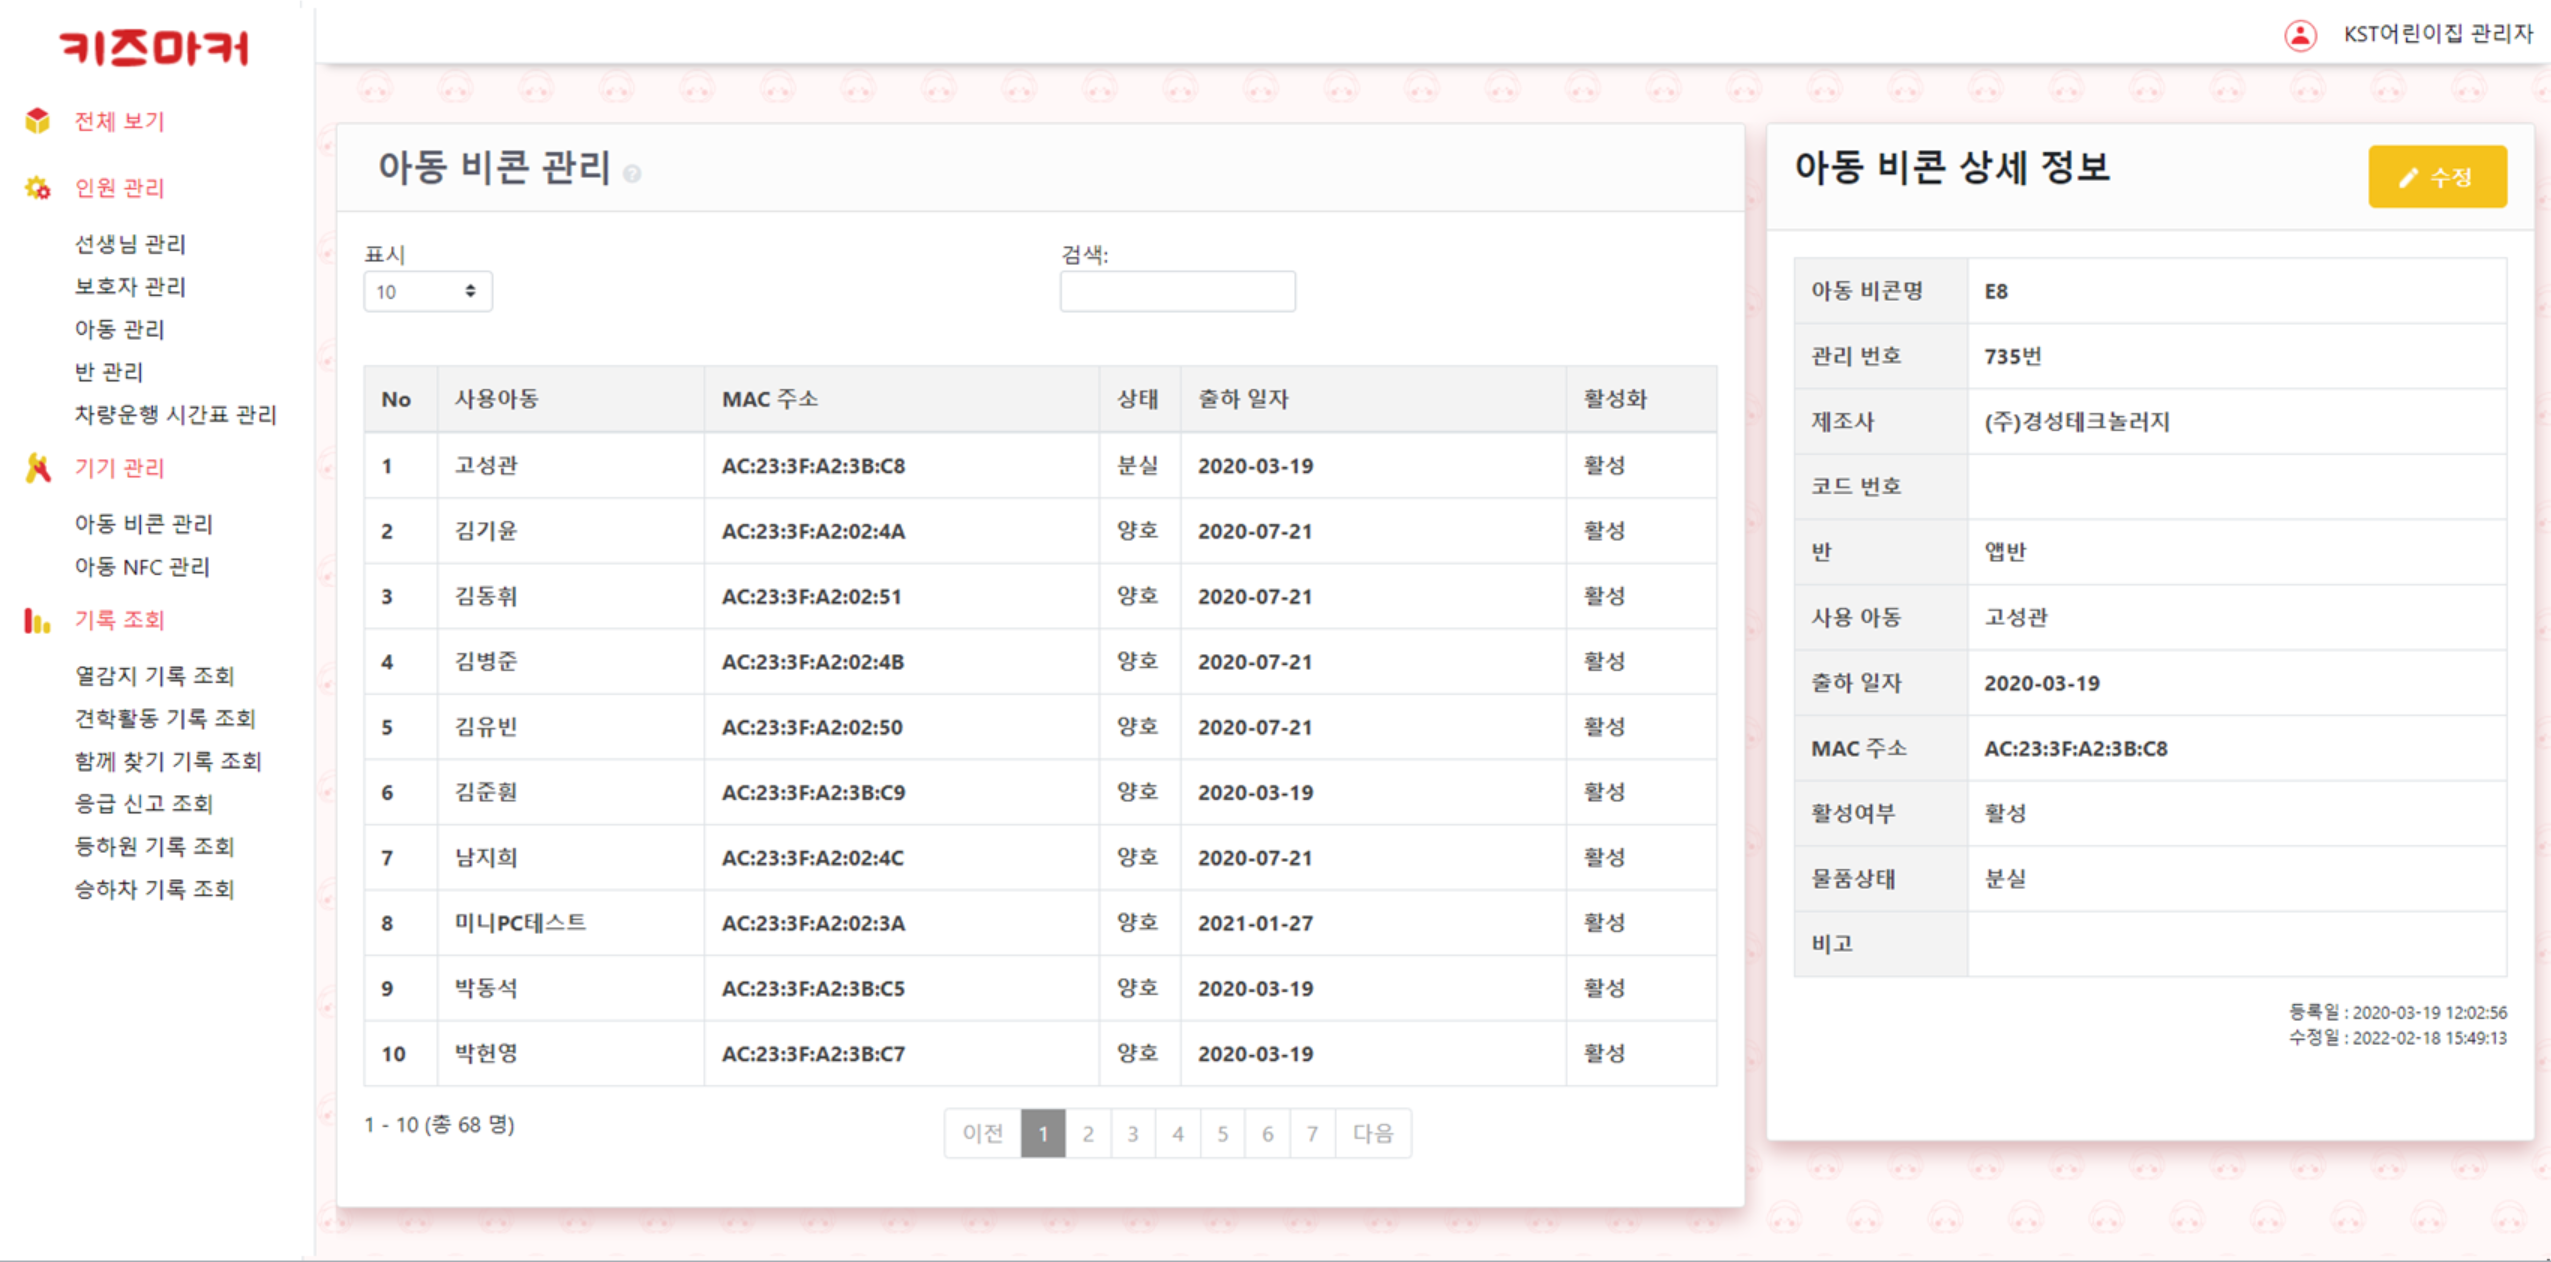 키즈마커
KST어린이집 관리자
전체 보기
인원 관리
선생님 관리
보호자 관리
아동 관리
반 관리
차량운행 시간표 관리
기기 관리
아동 비콘 관리
아동 NFC 관리
기록 조회
열감지 기록 조회
견학활동 기록 조회
함께 찾기 기록 조회
응급 신고 조회
등하원 기록 조회
승하차 기록 조회
아동 비콘 관리 ?
표시
10
검색:
No 사용아동 MAC 주소 상태 출하 일자 활성화
1 고성관 AC:23:3F:A2:3B:C8 분실 2020-03-19 활성
2 김기윤 AC:23:3F:A2:02:4A 양호 2020-07-21 활성
3 김동휘 AC:23:3F:A2:02:51 양호 2020-07-21 활성
4 김병준 AC:23:3F:A2:02:4B 양호 2020-07-21 활성
5 김유빈 AC:23:3F:A2:02:50 양호 2020-07-21 활성
6 김준훤 AC:23:3F:A2:3B:C9 양호 2020-03-19 활성
7 남지희 AC:23:3F:A2:02:4C 양호 2020-07-21 활성
8 미니PC테스트 AC:23:3F:A2:02:3A 양호 2021-01-27 활성
9 박동석 AC:23:3F:A2:3B:C5 양호 2020-03-19 활성
10 박헌영 AC:23:3F:A2:3B:C7 양호 2020-03-19 활성
1 - 10 (총 68 명)
이전 1 2 3 4 5 6 7 다음
아동 비콘 상세 정보
수정
아동 비콘명 E8
관리 번호 735번
제조사 (주)경성테크놀러지
코드 번호
반 앱반
사용 아동 고성관
출하 일자 2020-03-19
MAC 주소 AC:23:3F:A2:3B:C8
활성여부 활성
물품상태 분실
비고
등록일 : 2020-03-19 12:02:56
수정일 : 2022-02-18 15:49:13